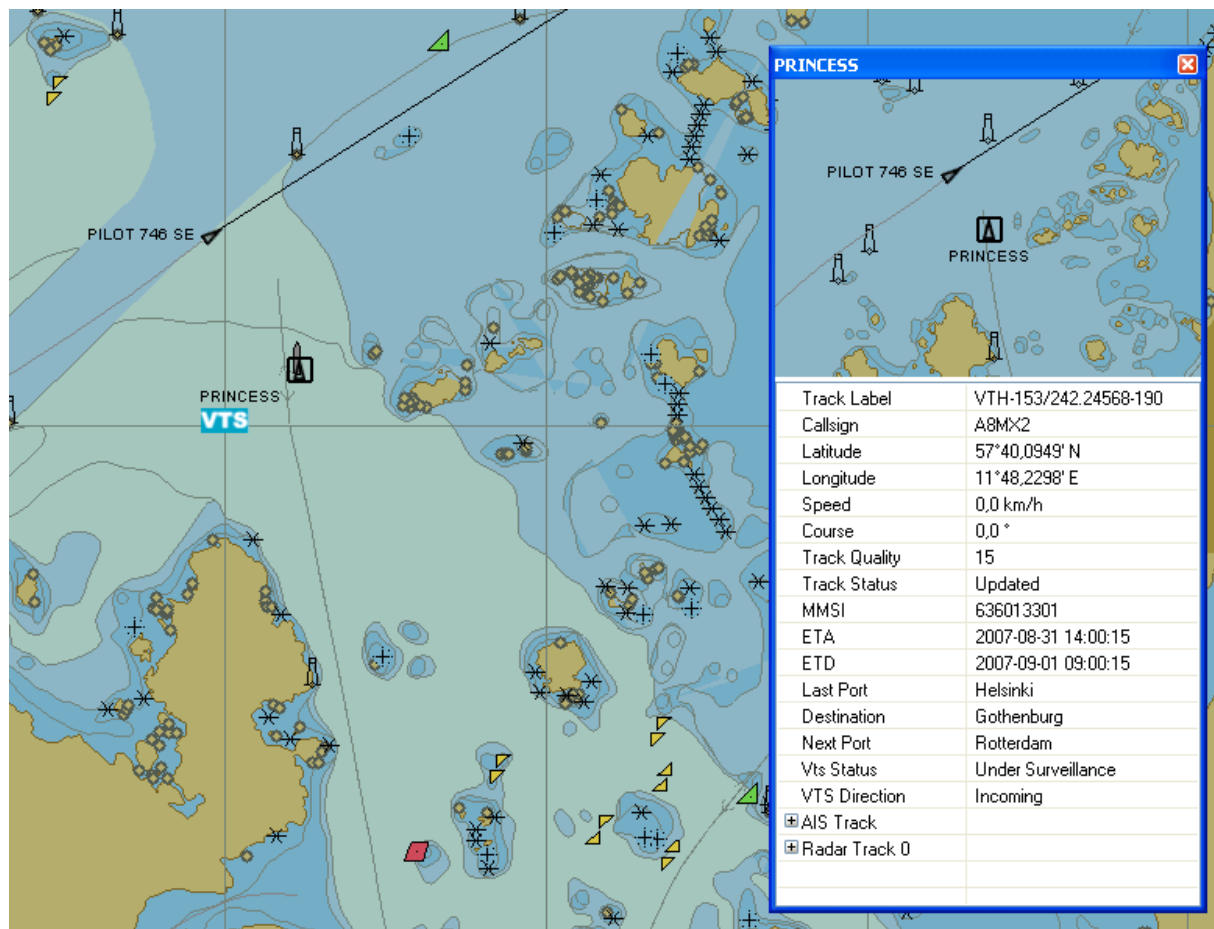 PILOT 746 SE
PRINCESS
VTS
PRINCESS
PILOT 746 SE
PRINCESS
Track Label VTH-153/242.24568-190
Callsign A8MX2
Latitude 57°40,0949' N
Longitude 11°48,2298' E
Speed 0,0 km/h
Course 0,0 °
Track Quality 15
Track Status Updated
MMSI 636013301
ETA 2007-08-31 14:00:15
ETD 2007-09-01 09:00:15
Last Port Helsinki
Destination Gothenburg
Next Port Rotterdam
Vts Status Under Surveillance
VTS Direction Incoming
AIS Track
Radar Track 0